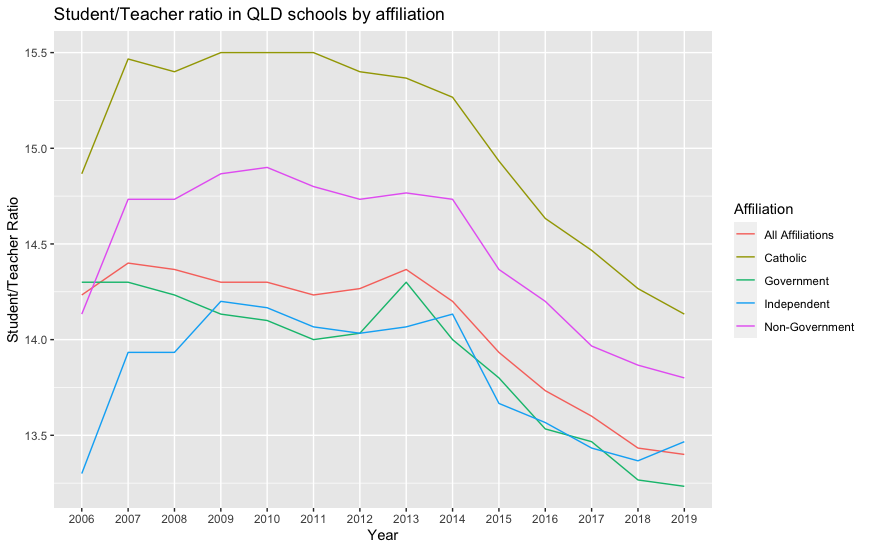 Student/Teacher ratio in QLD schools by affiliation
Student/Teacher Ratio
15.5
15.0
14.5
14.0
13.5
2006 2007 2008 2009 2010 2011 2012 2013 2014 2015 2016 2017 2018 2019
Year
Affiliation
All Affiliations
Catholic
Government
Independent
Non-Government